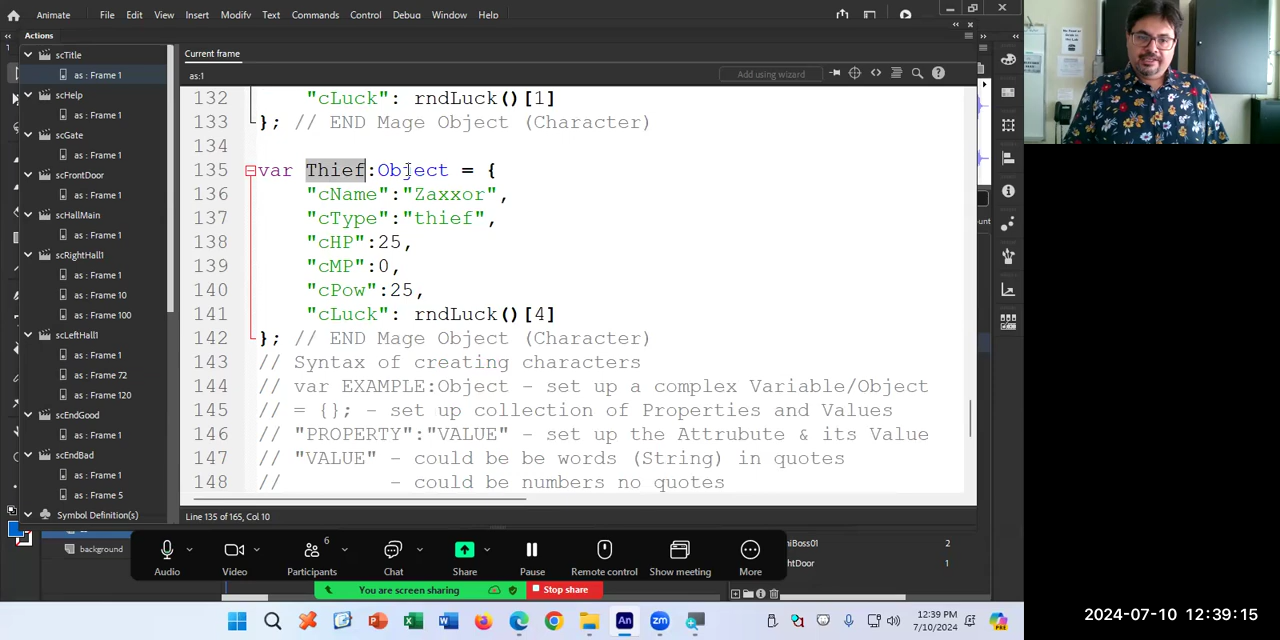 Animate File Edit View Insert Modify Text Commands Control Debug Window Help
Actions
scTitle
as : Frame 1
scHelp
as : Frame 1
scGate
as : Frame 1
scFrontDoor
as : Frame 1
scHallMain
as : Frame 1
scRightHall1
as : Frame 1
as : Frame 10
as : Frame 100
scLeftHall1
as : Frame 1
as : Frame 72
as : Frame 120
scEndGood
as : Frame 1
scEndBad
as : Frame 1
as : Frame 5
Symbol Definition(s)
background
Current frame
as:1
Add using wizard
132 "cLuck": rndLuck()[1]
133 }; // END Mage Object (Character)
134
135 var Thief:Object = {
136 "cName":"Zaxxor",
137 "cType":"thief",
138 "cHP":25,
139 "cMP":0,
140 "cPow":25,
141 "cLuck": rndLuck()[4]
142 }; // END Mage Object (Character)
143 // Syntax of creating characters
144 // var EXAMPLE:Object - set up a complex Variable/Object
145 // = {}; - set up collection of Properties and Values
146 // "PROPERTY":"VALUE" - set up the Attrubute & its Value
147 // "VALUE" - could be be words (String) in quotes
148 // - could be numbers no quotes
Line 135 of 165, Col 10
ount
niBoss01 2
htDoor 1
6
Audio Video Participants Chat Share Pause Remote control Show meeting More
You are screen sharing Stop share
12:39 PM
7/10/2024
2024-07-10 12:39:15